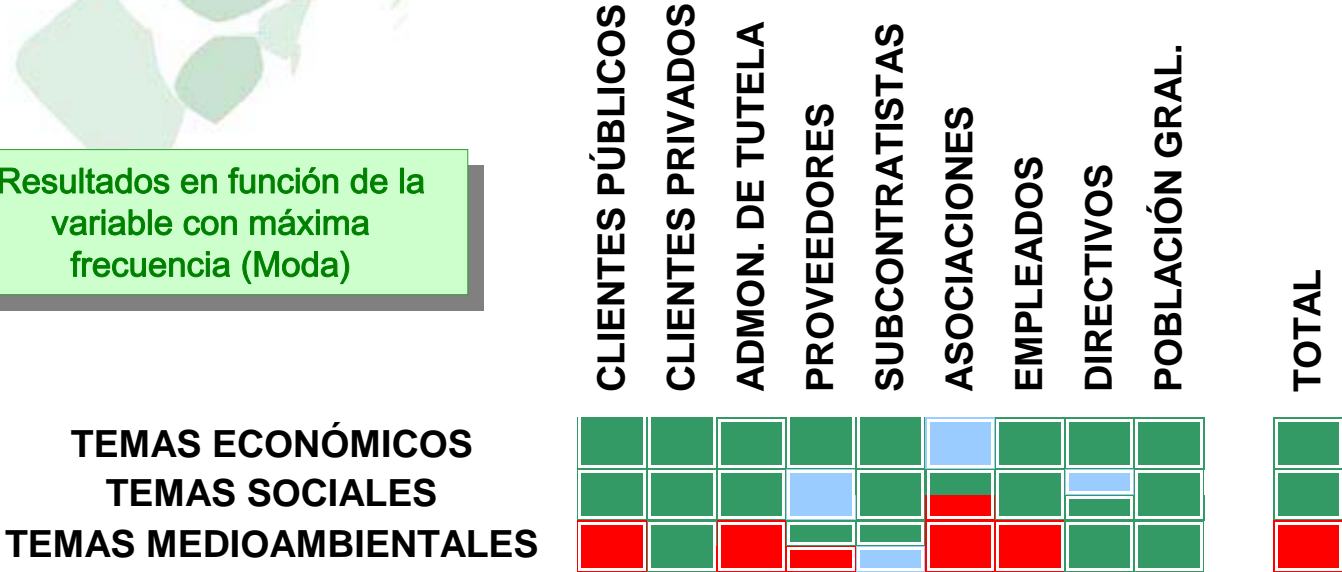 Resultados en función de la
variable con máxima
frecuencia (Moda)
CLIENTES PÚBLICOS
CLIENTES PRIVADOS
ADMON. DE TUTELA
PROVEEDORES
SUBCONTRATISTAS
ASOCIACIONES
EMPLEADOS
DIRECTIVOS
POBLACIÓN GRAL.
TOTAL
TEMAS ECONÓMICOS
TEMAS SOCIALES
TEMAS MEDIOAMBIENTALES